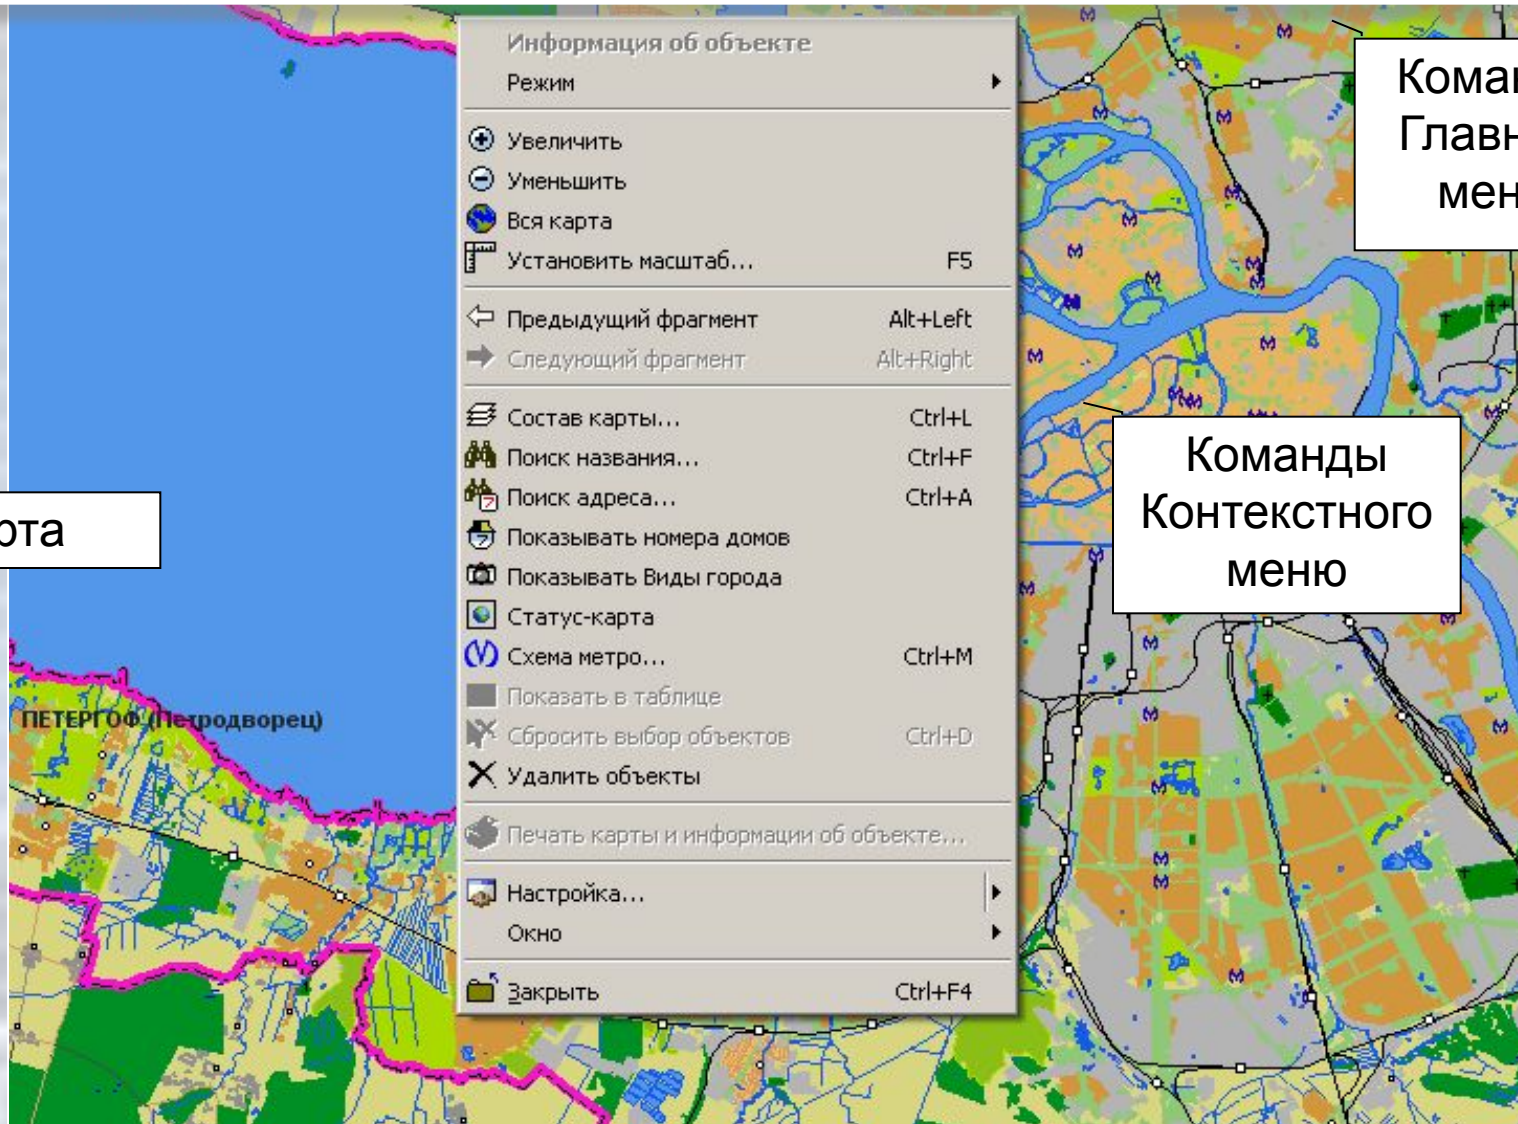 Информация об объекте
Режим
Увеличить
Уменьшить
Вся карта
Установить масштаб... F5
Предыдущий фрагмент Alt+Left
Следующий фрагмент Alt+Right
Состав карты... Ctrl+L
Поиск названия... Ctrl+F
Поиск адреса... Ctrl+A
Показывать номера домов
Показывать Виды города
Статус-карта
Схема метро... Ctrl+M
Показать в таблице
Сбросить выбор объектов Ctrl+D
Удалить объекты
Печать карты и информации об объекте...
Настройка...
Окно
Закрыть Ctrl+F4
Команды
Контекстного
меню
ПЕТЕРГОФ (Петродворец)